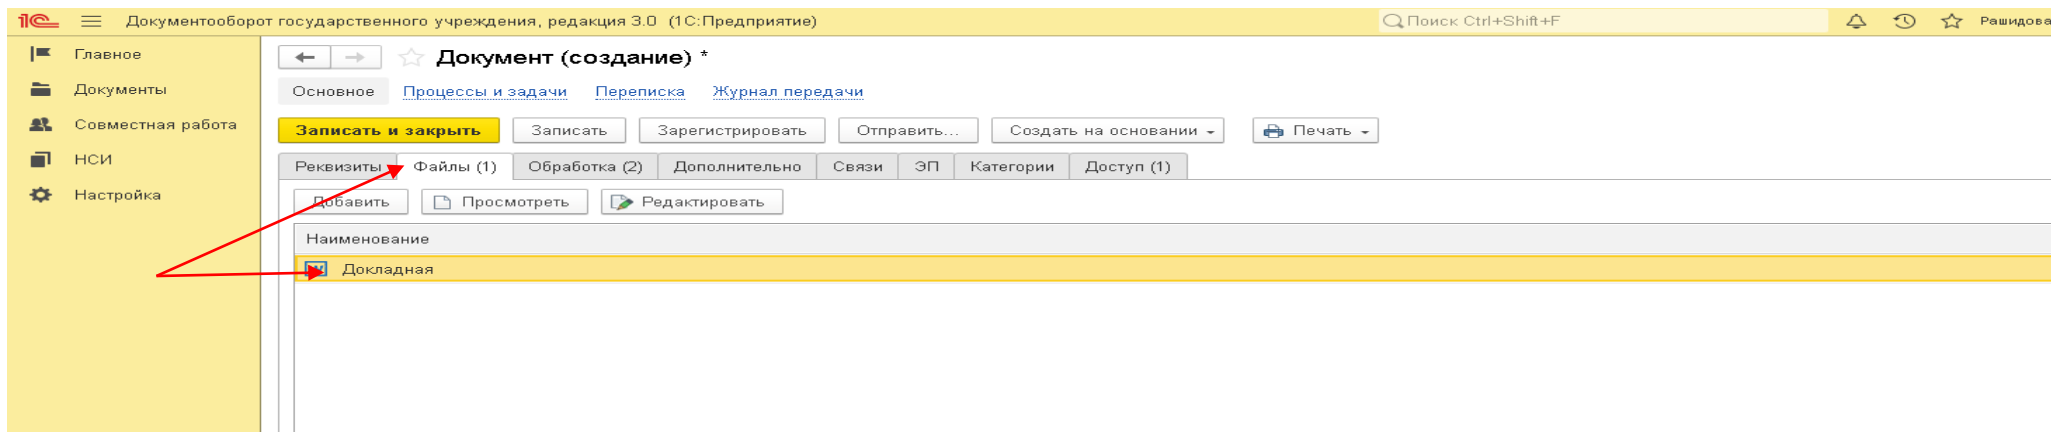 1С Документооборот государственного учреждения, редакция 3.0 (1С:Предприятие) Поиск Ctrl+Shift+F Рашидова
Главное
Документы
Совместная работа
НСИ
Настройка
Документ (создание) *
Основное Процессы и задачи Переписка Журнал передачи
Записать и закрыть Записать Зарегистрировать Отправить... Создать на основании Печать
Реквизиты Файлы (1) Обработка (2) Дополнительно Связи ЭП Категории Доступ (1)
Добавить Просмотреть Редактировать
Наименование
Докладная